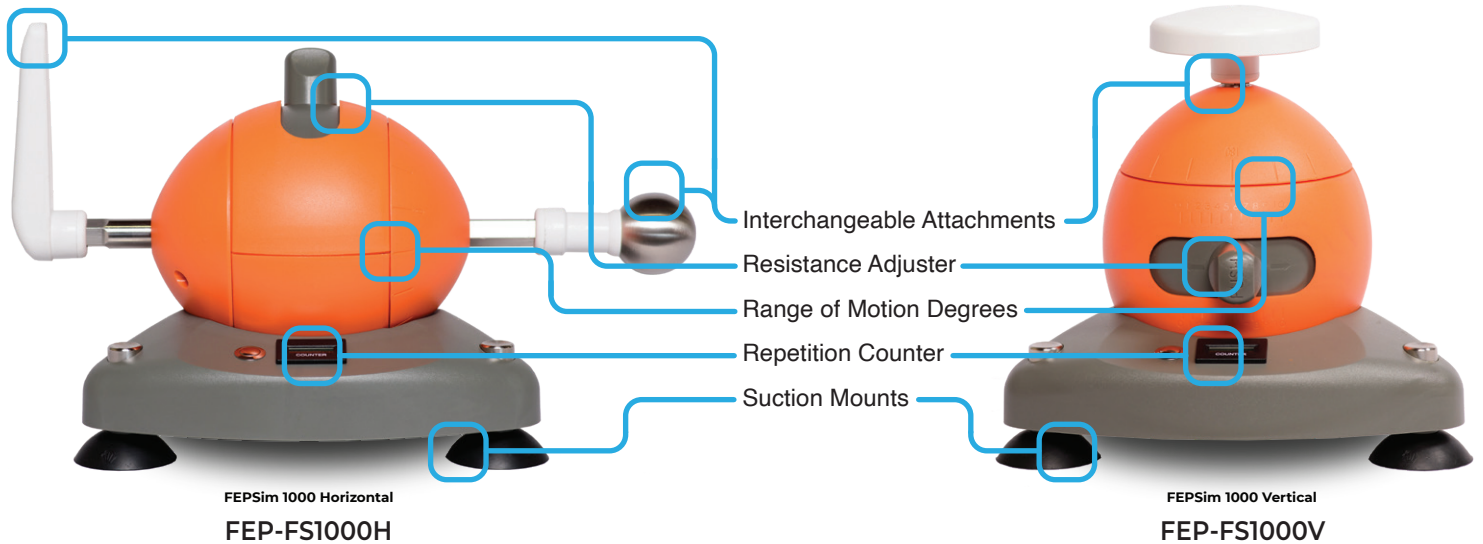 Interchangeable Attachments
Resistance Adjuster
Range of Motion Degrees
Repetition Counter
Suction Mounts
COUNTER
COUNTER
FEPSim 1000 Horizontal
FEP-FS1000H
FEPSim 1000 Vertical
FEP-FS1000V